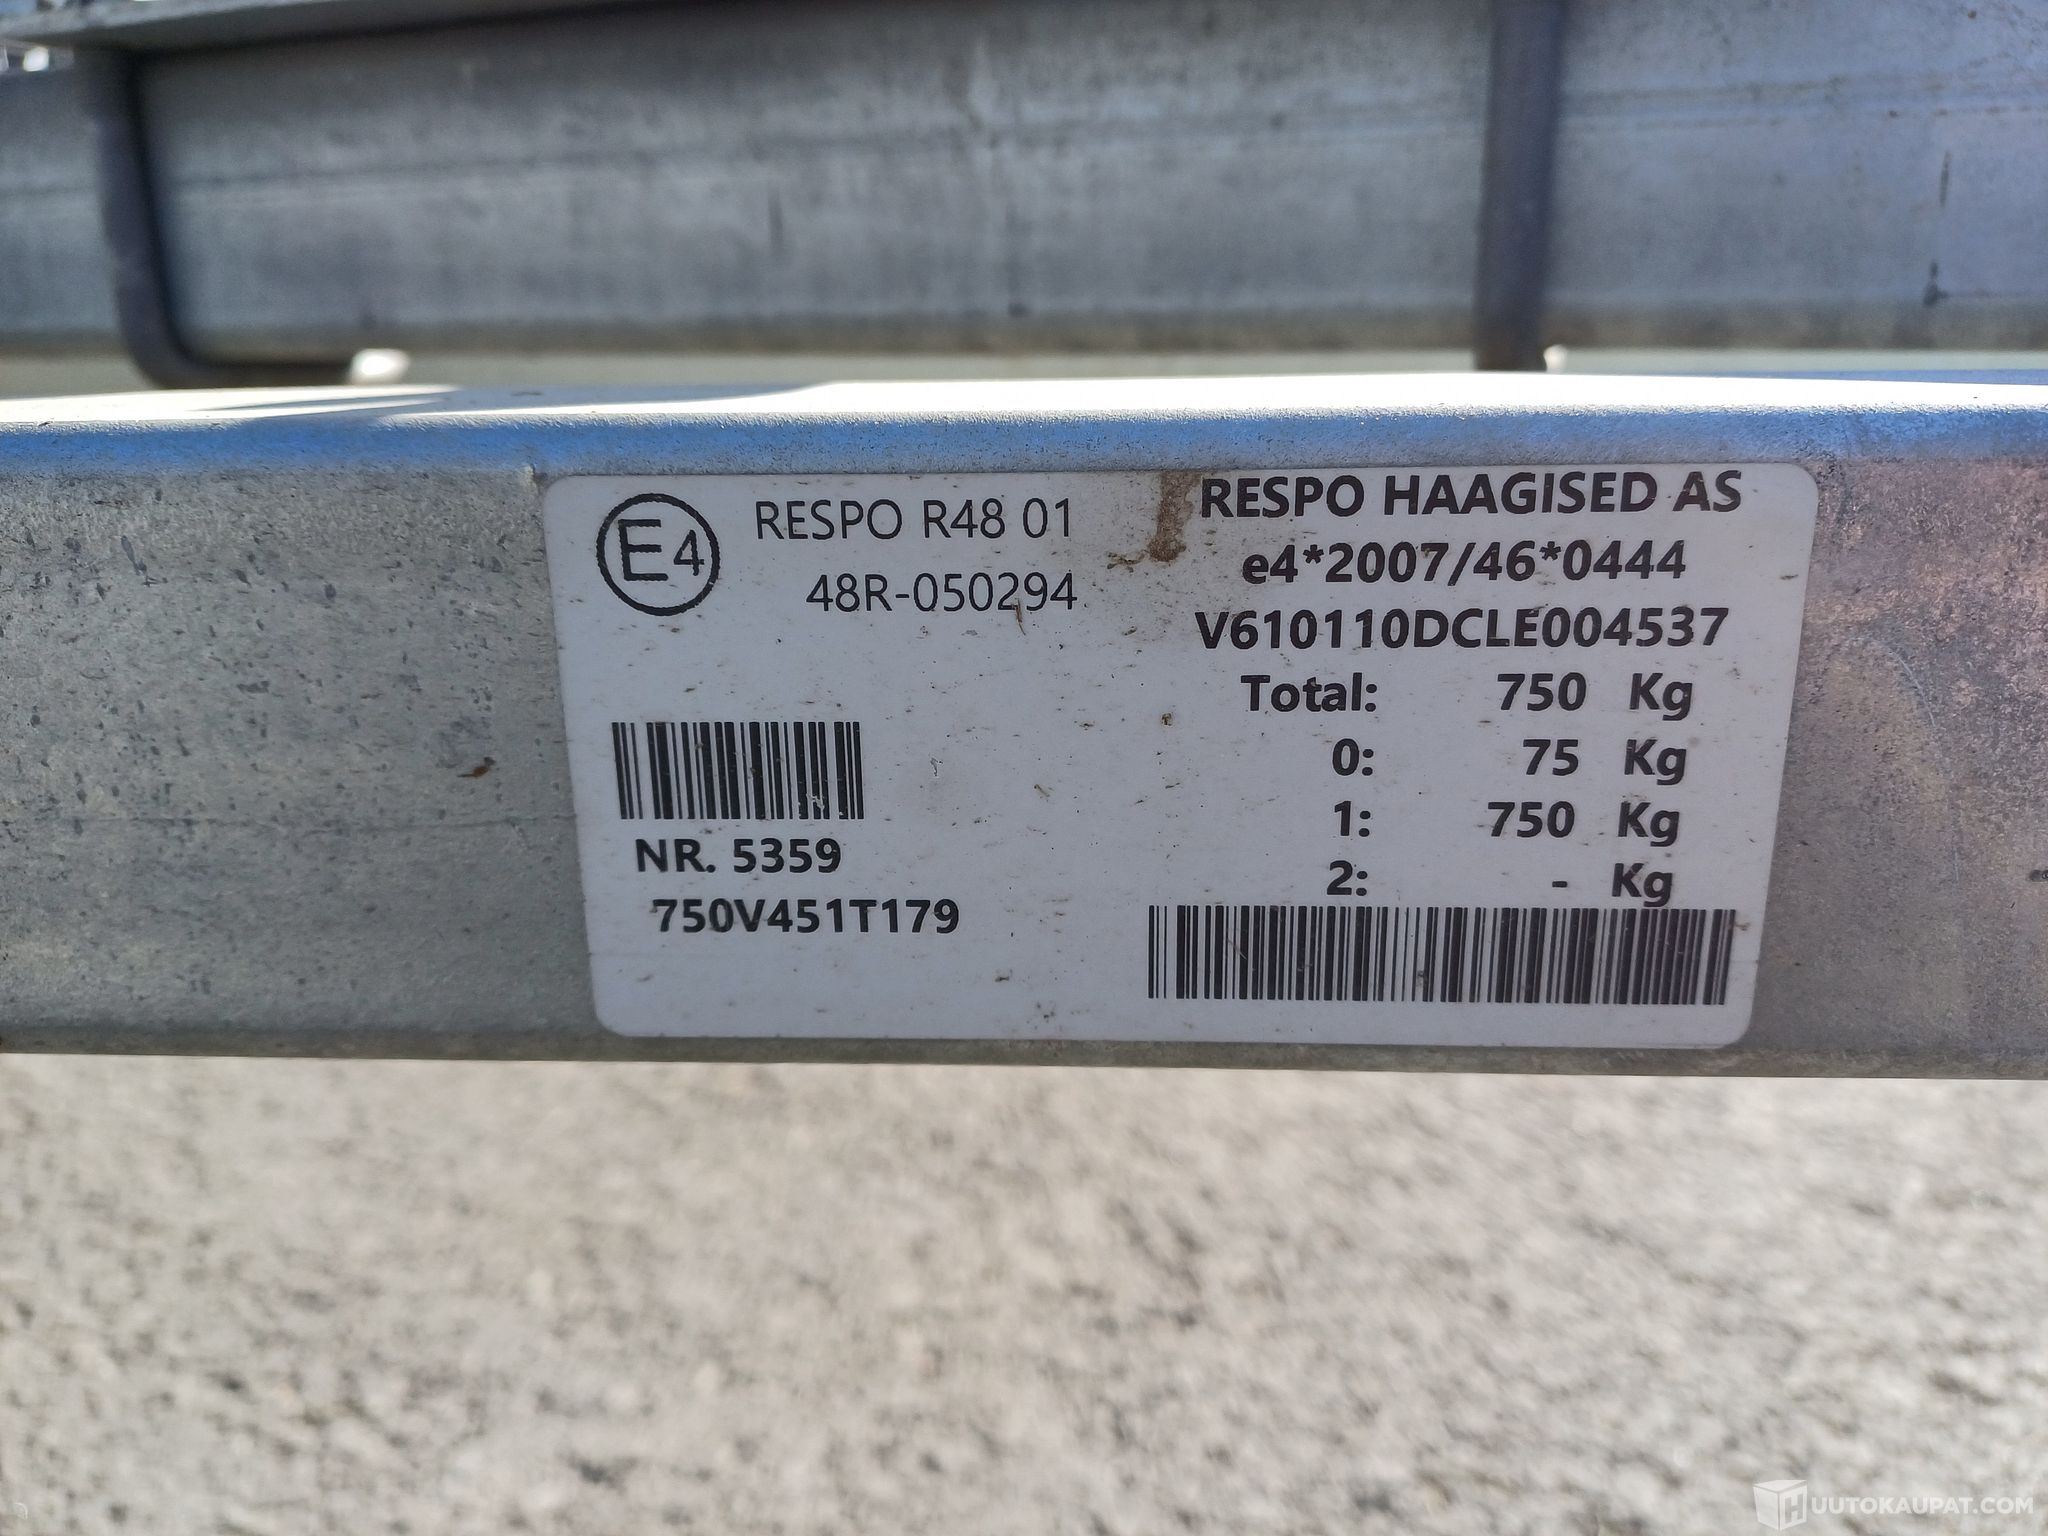 E4
RESPO R48 01
48R-050294
NR. 5359
750V451T179
RESPO HAAGISED AS
e4*2007/46*0444
V610110DCLE004537
Total: 750 Kg
0: 75 Kg
1: 750 Kg
2: - Kg
HUUTOKAUPAT.COM